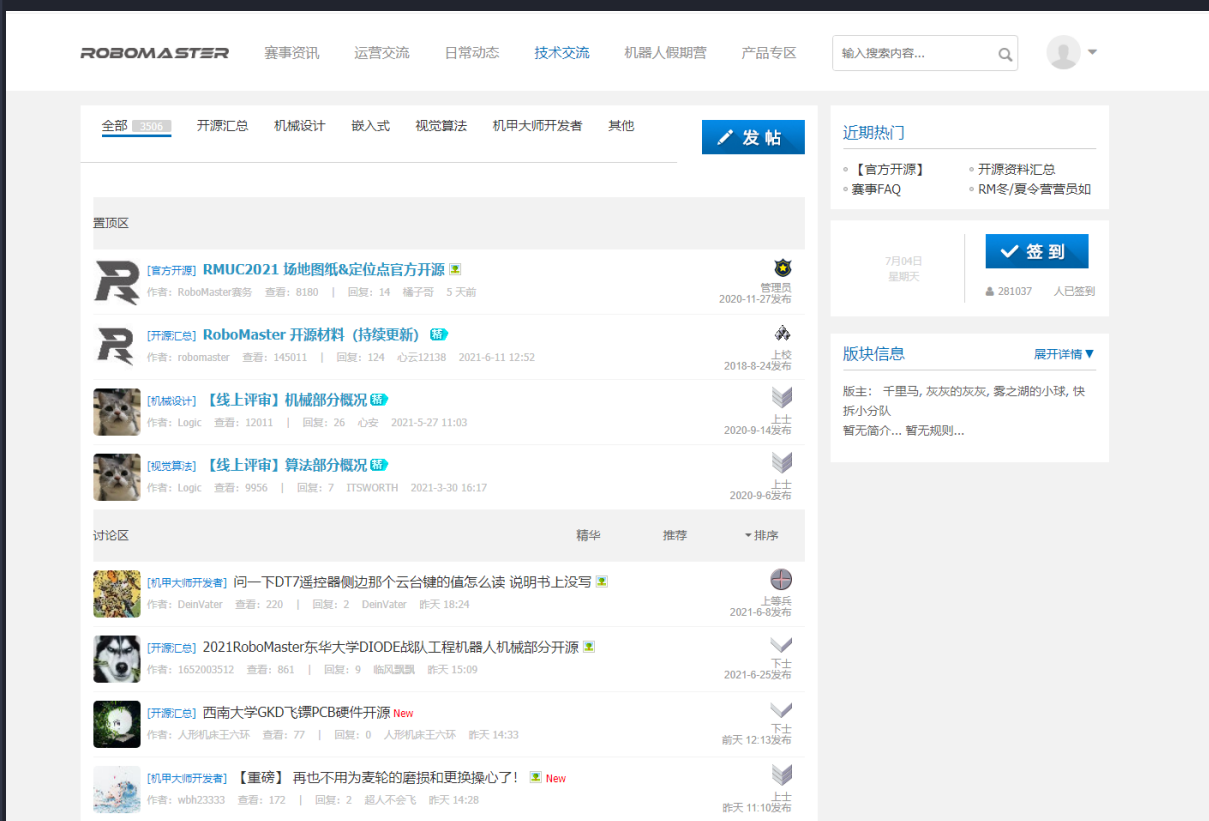 ROBOMASTER 赛事资讯 运营交流 日常动态 技术交流 机器人假期营 产品专区 输入搜索内容...
全部 3506 开源汇总 机械设计 嵌入式 视觉算法 机甲大师开发者 其他
发帖
置顶区
[官方开源] RMUC2021 场地图纸&定位点官方开源
作者: RoboMaster赛务 查看: 8180 | 回复: 14 橘子哥 5 天前
管理员
2020-11-27发布
[开源汇总] RoboMaster 开源材料（持续更新） 精
作者: robomaster 查看: 145011 | 回复: 124 心云12138 2021-6-11 12:52
上校
2018-8-24发布
[机械设计] 【线上评审】机械部分概况 精
作者: Logic 查看: 12011 | 回复: 26 心安 2021-5-27 11:03
上士
2020-9-14发布
[视觉算法] 【线上评审】算法部分概况 精
作者: Logic 查看: 9956 | 回复: 7 ITSWORTH 2021-3-30 16:17
上士
2020-9-6发布
讨论区 精华 推荐 排序
[机甲大师开发者] 问一下DT7遥控器侧边那个云台键的值怎么读 说明书上没写
作者: DeinVater 查看: 220 | 回复: 2 DeinVater 昨天 18:24
上等兵
2021-6-8发布
[开源汇总] 2021RoboMaster东华大学DIODE战队工程机器人机械部分开源
作者: 1652003512 查看: 861 | 回复: 9 临风飘飘 昨天 15:09
下士
2021-6-25发布
[开源汇总] 西南大学GKD飞镖PCB硬件开源 New
作者: 人形机床王六环 查看: 77 | 回复: 0 人形机床王六环 昨天 14:33
下士
前天 12:13发布
[机甲大师开发者] 【重磅】 再也不用为麦轮的磨损和更换操心了！ New
作者: wbh23333 查看: 172 | 回复: 2 超人不会飞 昨天 14:28
上士
昨天 11:10发布
近期热门
【官方开源】 开源资料汇总
赛事FAQ RM冬/夏令营营员如
7月04日
星期天
签到
281037 人已签到
版块信息 展开详情▼
版主： 千里马, 灰灰的灰灰, 雾之湖的小球, 快
拆小分队
暂无简介... 暂无规则...